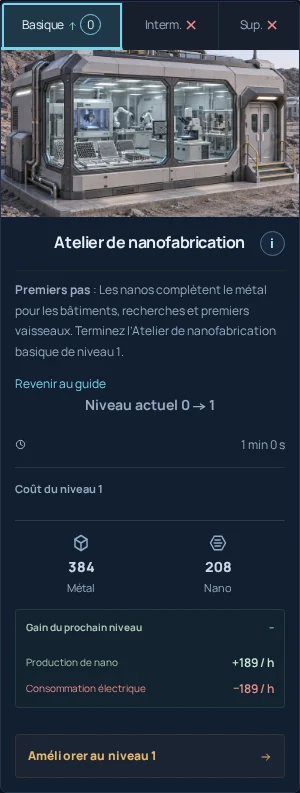 Basique ↑ 0
Interm. ✕
Sup. ✕
Atelier de nanofabrication
i
Premiers pas : Les nanos complètent le métal
pour les bâtiments, recherches et premiers
vaisseaux. Terminez l'Atelier de nanofabrication
basique de niveau 1.
Revenir au guide
Niveau actuel 0 → 1
1 min 0 s
Coût du niveau 1
384
Métal
208
Nano
Gain du prochain niveau –
Production de nano +189 / h
Consommation électrique −189 / h
Améliorer au niveau 1 →